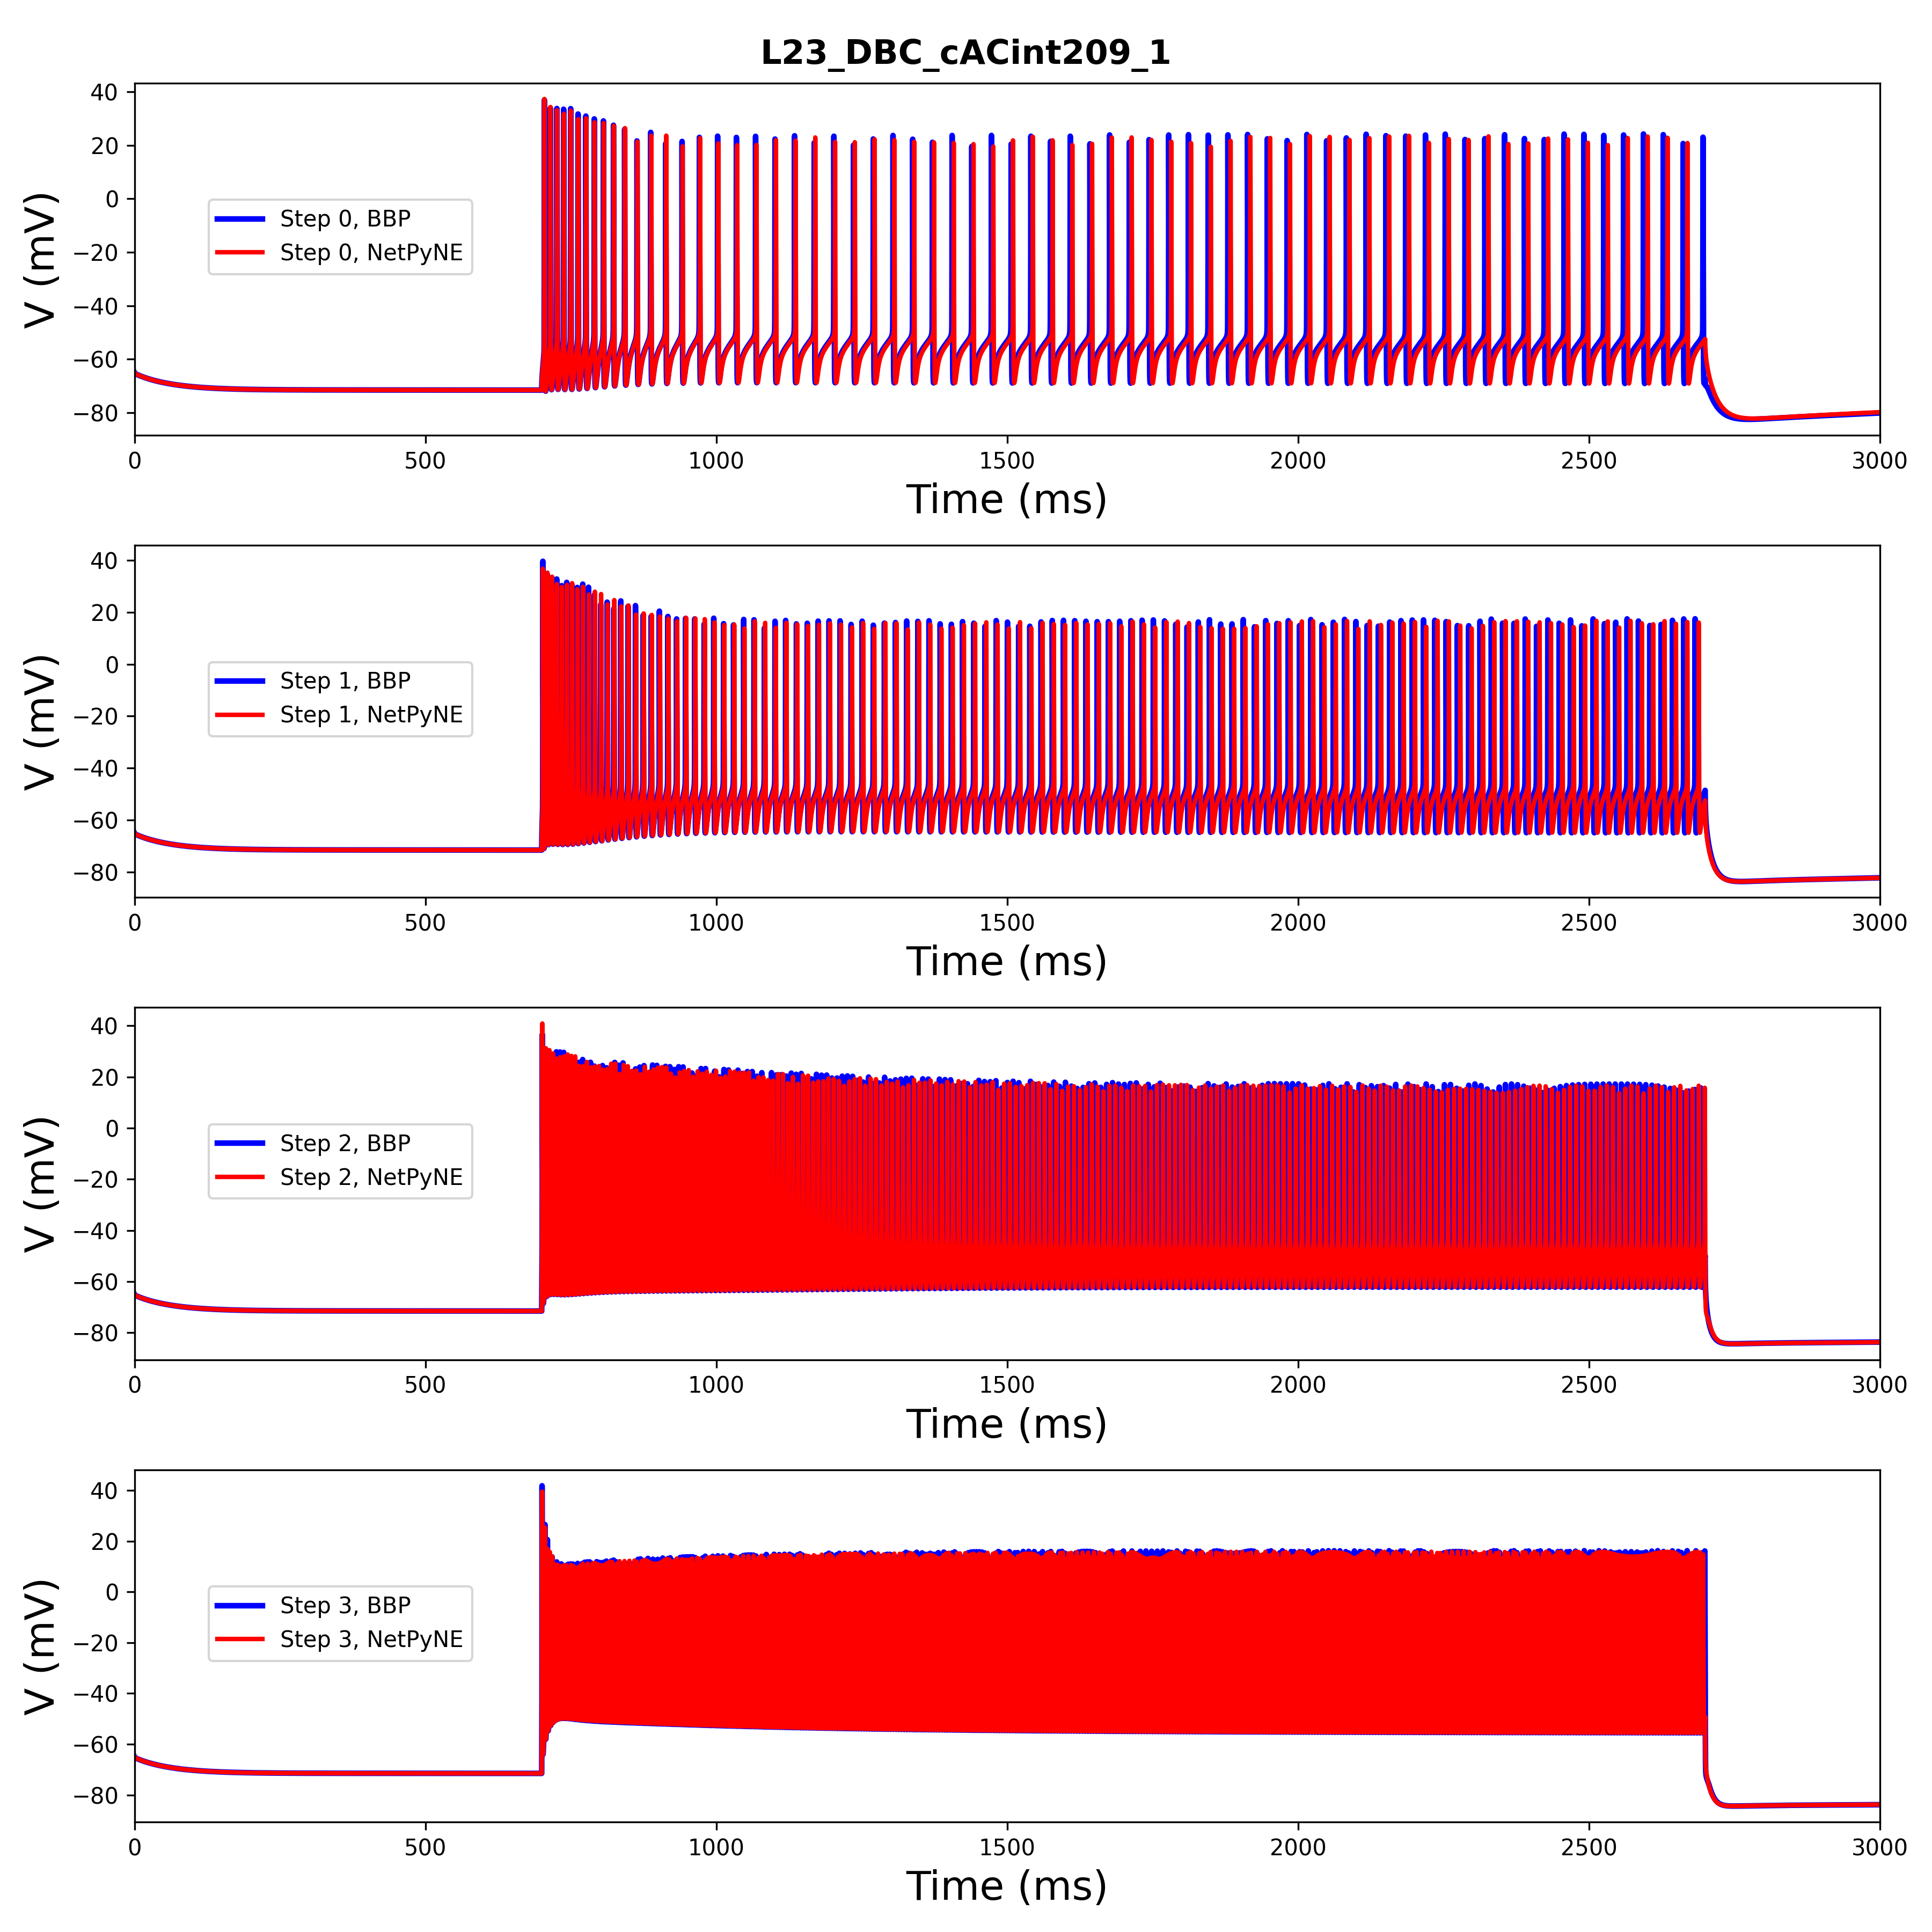 L23_DBC_cACint209_1
40
20
0
−20
−40
−60
−80
V (mV)
Step 0, BBP
Step 0, NetPyNE
0 500 1000 1500 2000 2500 3000
Time (ms)
40
20
0
−20
−40
−60
−80
V (mV)
Step 1, BBP
Step 1, NetPyNE
0 500 1000 1500 2000 2500 3000
Time (ms)
40
20
0
−20
−40
−60
−80
V (mV)
Step 2, BBP
Step 2, NetPyNE
0 500 1000 1500 2000 2500 3000
Time (ms)
40
20
0
−20
−40
−60
−80
V (mV)
Step 3, BBP
Step 3, NetPyNE
0 500 1000 1500 2000 2500 3000
Time (ms)